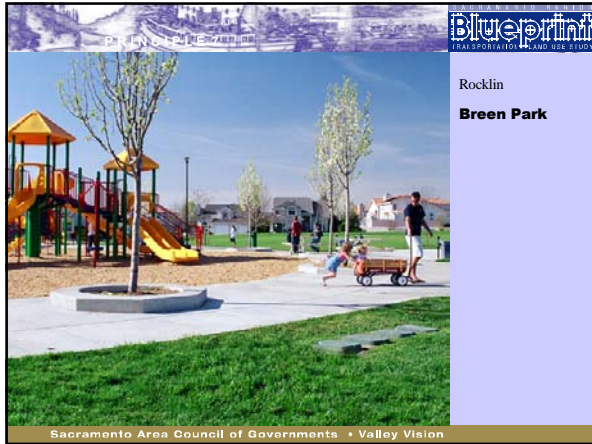 PRINCIPLE 7
SACRAMENTO REGION
Blueprint
TRANSPORTATION LAND USE STUDY
Rocklin
Breen Park
Sacramento Area Council of Governments • Valley Vision